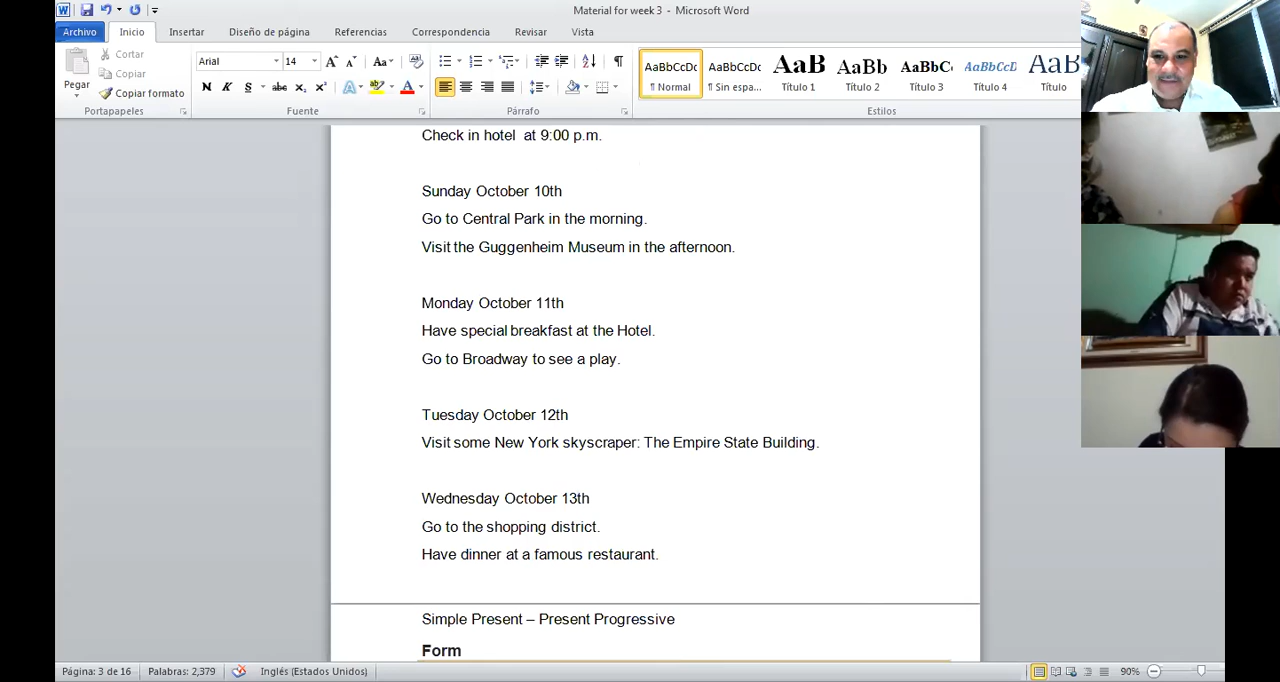 Material for week 3 - Microsoft Word
Archivo Inicio Insertar Diseño de página Referencias Correspondencia Revisar Vista
Cortar
Copiar
Pegar
Copiar formato
Portapapeles
Arial 14
N K S abc x₂ x² A A
Fuente
Párrafo
AaBbCcDc AaBbCcDc AaB AaBb AaBbC AaBbCcD AaB
¶ Normal ¶ Sin espa... Título 1 Título 2 Título 3 Título 4 Título
Estilos
Check in hotel at 9:00 p.m.
Sunday October 10th
Go to Central Park in the morning.
Visit the Guggenheim Museum in the afternoon.
Monday October 11th
Have special breakfast at the Hotel.
Go to Broadway to see a play.
Tuesday October 12th
Visit some New York skyscraper: The Empire State Building.
Wednesday October 13th
Go to the shopping district.
Have dinner at a famous restaurant.
Simple Present – Present Progressive
Form
Página: 3 de 16 Palabras: 2,379 Inglés (Estados Unidos) 90%